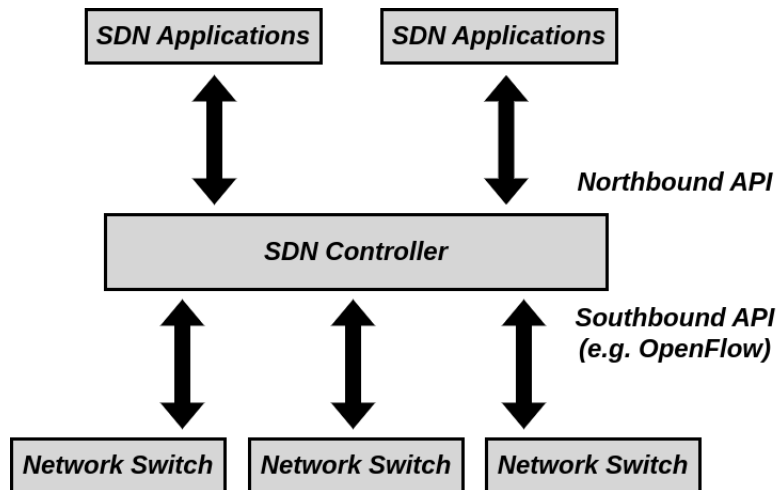 SDN Applications
SDN Applications
Northbound API
SDN Controller
Southbound API
(e.g. OpenFlow)
Network Switch
Network Switch
Network Switch